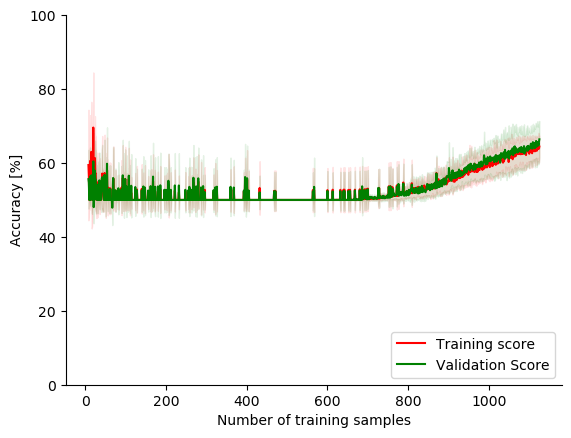 100
80
60
40
20
0
Accuracy [%]
0 200 400 600 800 1000
Number of training samples
Training score
Validation Score